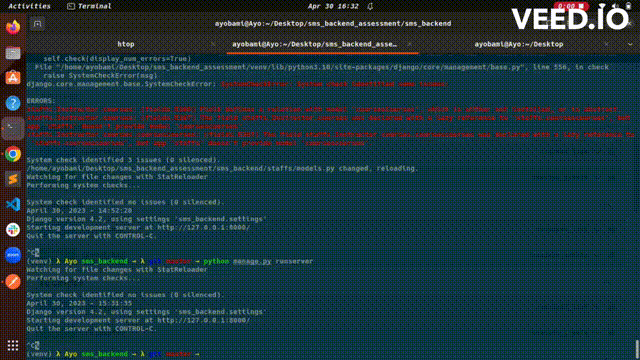 Activities Terminal Apr 30 16:32 0:00
VEED.IO
ayobami@Ayo:~/Desktop/sms_backend_assessment/sms_backend
htop ayobami@Ayo:~/Desktop/sms_backend_asse... ayobami@Ayo:~/Desktop
self.check(display_num_errors=True)
File "/home/ayobami/Desktop/sms_backend_assessment/venv/lib/python3.10/site-packages/django/core/management/base.py", line 556, in check
raise SystemCheckError(msg)
django.core.management.base.SystemCheckError:
ERRORS:
System check identified 3 issues (0 silenced).
/home/ayobami/Desktop/sms_backend_assessment/sms_backend/staffs/models.py changed, reloading.
Watching for file changes with StatReloader
Performing system checks...
System check identified no issues (0 silenced).
April 30, 2023 - 14:52:20
Django version 4.2, using settings 'sms_backend.settings'
Starting development server at http://127.0.0.1:8000/
Quit the server with CONTROL-C.
^C
(venv) λ Ayo sms_backend → λ git master → python manage.py runserver
Watching for file changes with StatReloader
Performing system checks...
System check identified no issues (0 silenced).
April 30, 2023 - 15:31:35
Django version 4.2, using settings 'sms_backend.settings'
Starting development server at http://127.0.0.1:8000/
Quit the server with CONTROL-C.
^C
(venv) λ Ayo sms_backend → λ git master →